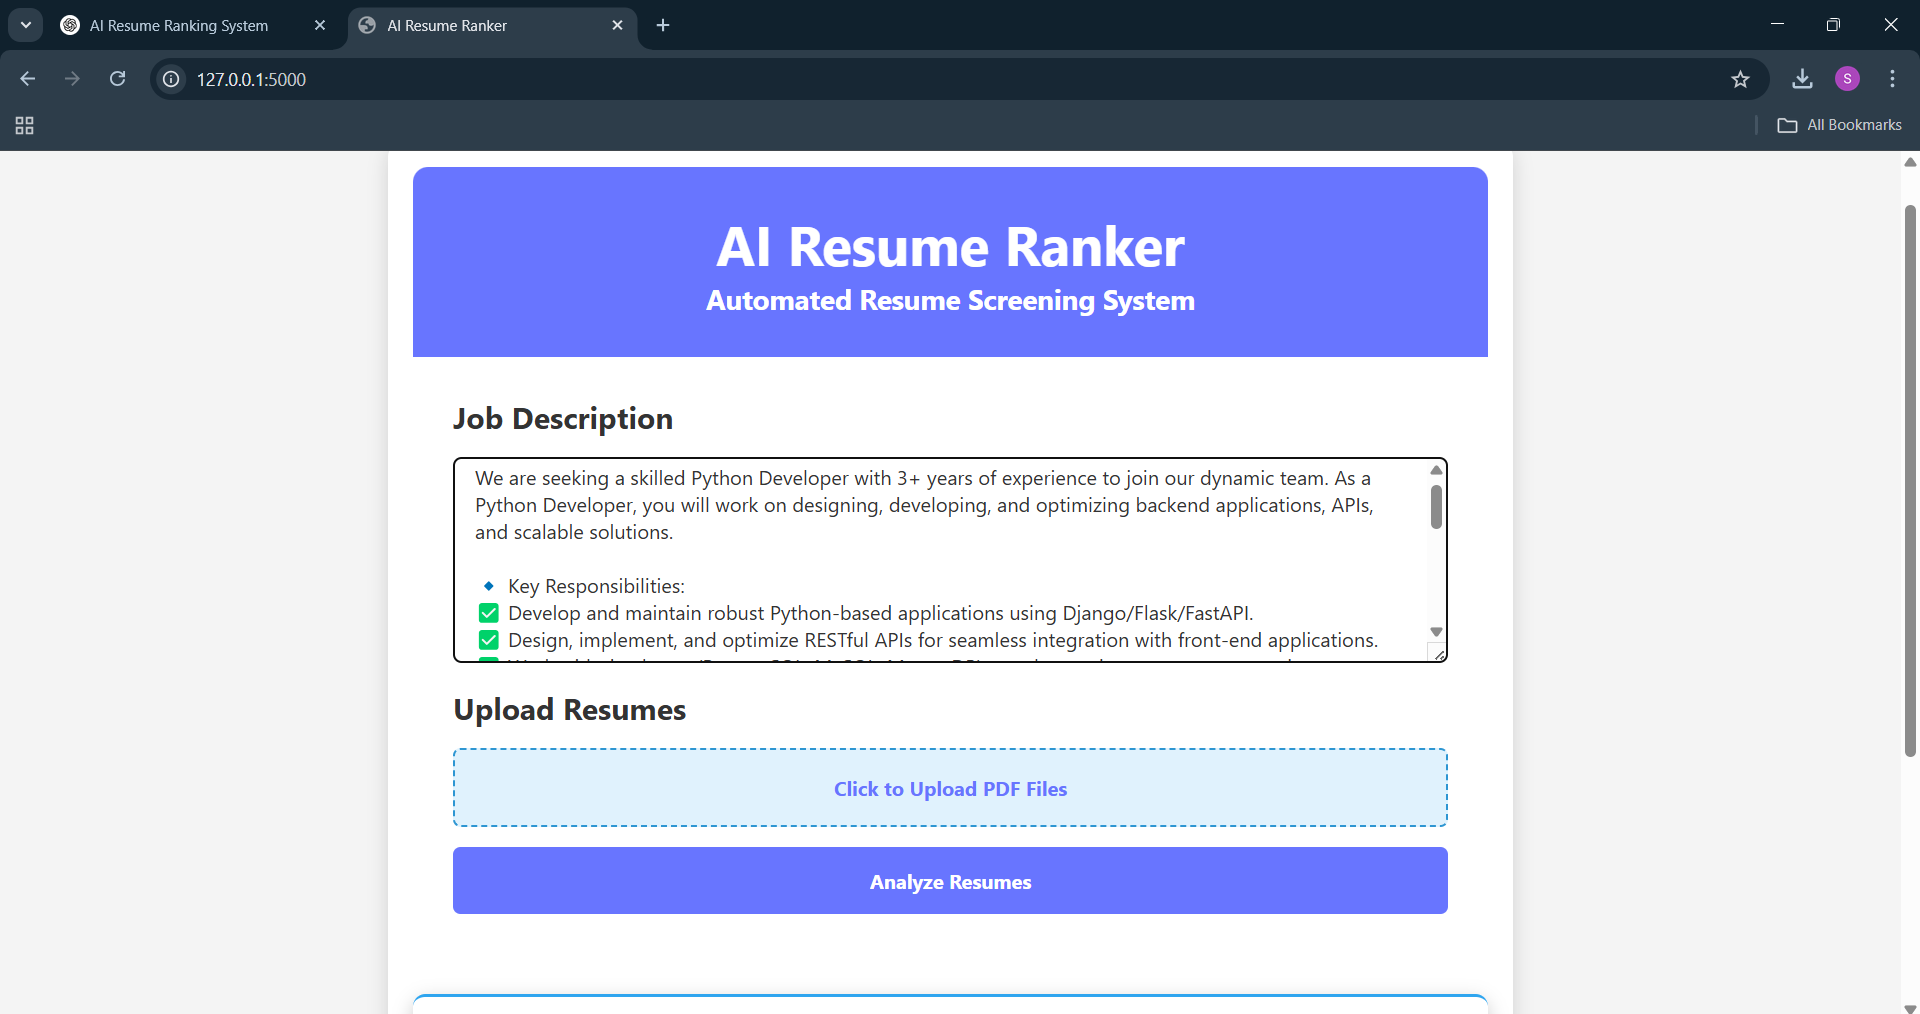 AI Resume Ranking System
AI Resume Ranker
127.0.0.1:5000
S
All Bookmarks
AI Resume Ranker
Automated Resume Screening System
Job Description
We are seeking a skilled Python Developer with 3+ years of experience to join our dynamic team. As a
Python Developer, you will work on designing, developing, and optimizing backend applications, APIs,
and scalable solutions.
🔹 Key Responsibilities:
✅ Develop and maintain robust Python-based applications using Django/Flask/FastAPI.
✅ Design, implement, and optimize RESTful APIs for seamless integration with front-end applications.
Upload Resumes
Click to Upload PDF Files
Analyze Resumes